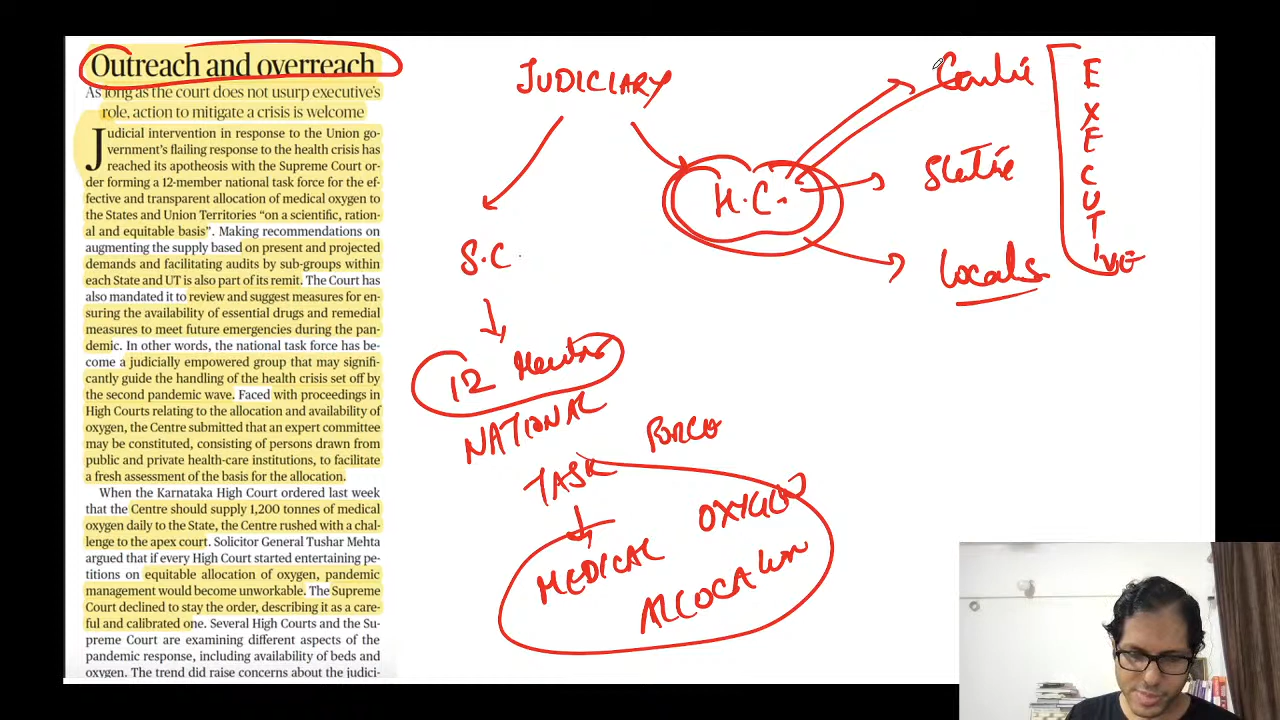 Outreach and overreach
As long as the court does not usurp executive's
role, action to mitigate a crisis is welcome
Judicial intervention in response to the Union go-
vernment's flailing response to the health crisis has
reached its apotheosis with the Supreme Court or-
der forming a 12-member national task force for the ef-
fective and transparent allocation of medical oxygen to
the States and Union Territories "on a scientific, ration-
al and equitable basis". Making recommendations on
augmenting the supply based on present and projected
demands and facilitating audits by sub-groups within
each State and UT is also part of its remit. The Court has
also mandated it to review and suggest measures for en-
suring the availability of essential drugs and remedial
measures to meet future emergencies during the pan-
demic. In other words, the national task force has be-
come a judicially empowered group that may signifi-
cantly guide the handling of the health crisis set off by
the second pandemic wave. Faced with proceedings in
High Courts relating to the allocation and availability of
oxygen, the Centre submitted that an expert committee
may be constituted, consisting of persons drawn from
public and private health-care institutions, to facilitate
a fresh assessment of the basis for the allocation.
When the Karnataka High Court ordered last week
that the Centre should supply 1,200 tonnes of medical
oxygen daily to the State, the Centre rushed with a chal-
lenge to the apex court. Solicitor General Tushar Mehta
argued that if every High Court started entertaining pe-
titions on equitable allocation of oxygen, pandemic
management would become unworkable. The Supreme
Court declined to stay the order, describing it as a care-
ful and calibrated one. Several High Courts and the Su-
preme Court are examining different aspects of the
pandemic response, including availability of beds and
oxygen. The trend did raise concerns about the judici-
JUDICIARY
S.C
12
NATIONAL
TASK FORCE
MEDICAL OXYGEN
ALLOCATION
H.C.
Centre
State
Locals
EXECUTIVE